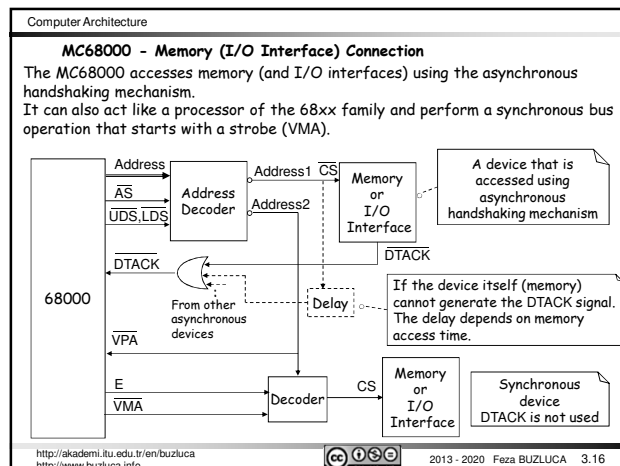 Computer Architecture
MC68000 - Memory (I/O Interface) Connection
The MC68000 accesses memory (and I/O interfaces) using the asynchronous
handshaking mechanism.
It can also act like a processor of the 68xx family and perform a synchronous bus
operation that starts with a strobe (VMA).
68000
Address
AS
UDS,LDS
Address
Decoder
Address1
CS
Address2
Memory
or
I/O
Interface
A device that is
accessed using
asynchronous
handshaking mechanism
DTACK
DTACK
From other
asynchronous
devices
Delay
If the device itself (memory)
cannot generate the DTACK signal.
The delay depends on memory
access time.
VPA
E
VMA
Decoder
CS
Memory
or
I/O
Interface
Synchronous
device
DTACK is not used
http://akademi.itu.edu.tr/en/buzluca
http://www.buzluca.info
cc
2013 - 2020 Feza BUZLUCA 3.16